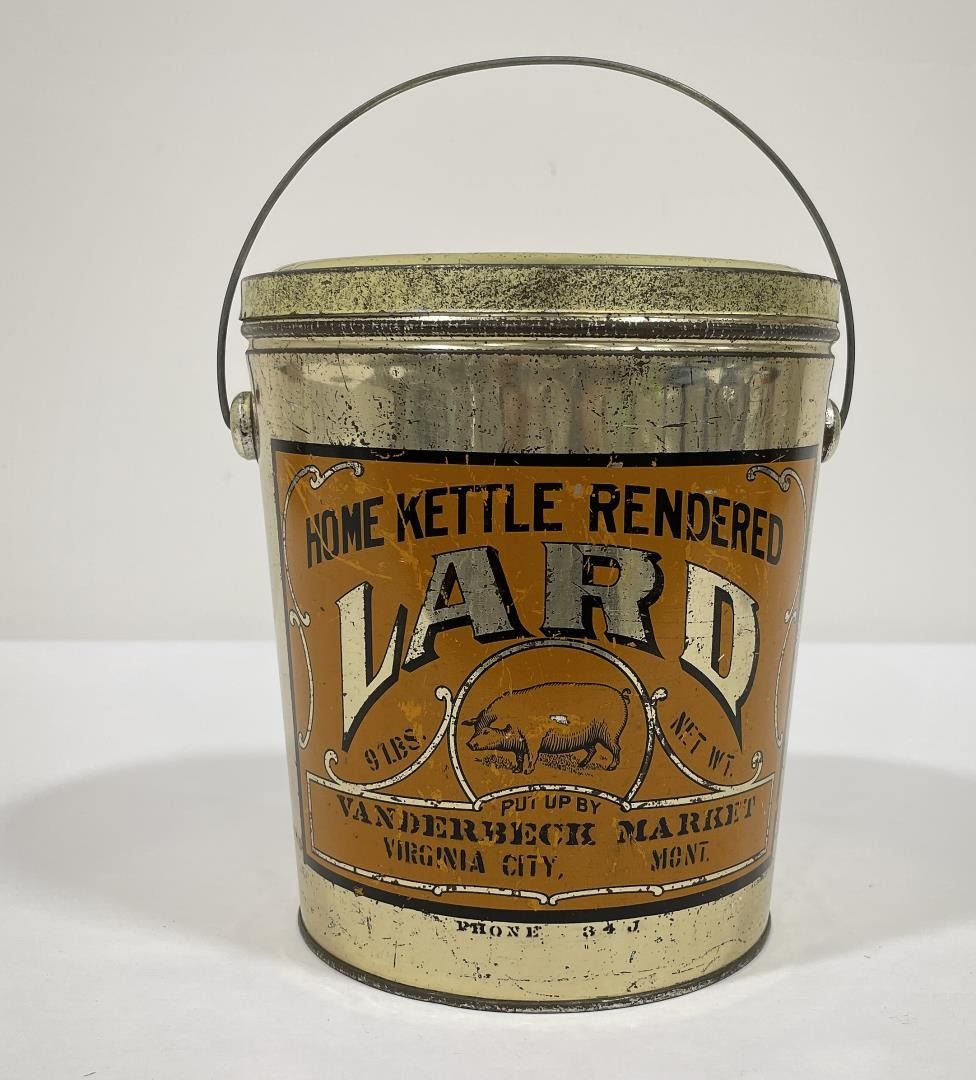 HOME KETTLE RENDERED
LARD
9 LBS. NET WT.
PUT UP BY
VANDERBECK MARKET
VIRGINIA CITY, MONT.
PHONE 34 J